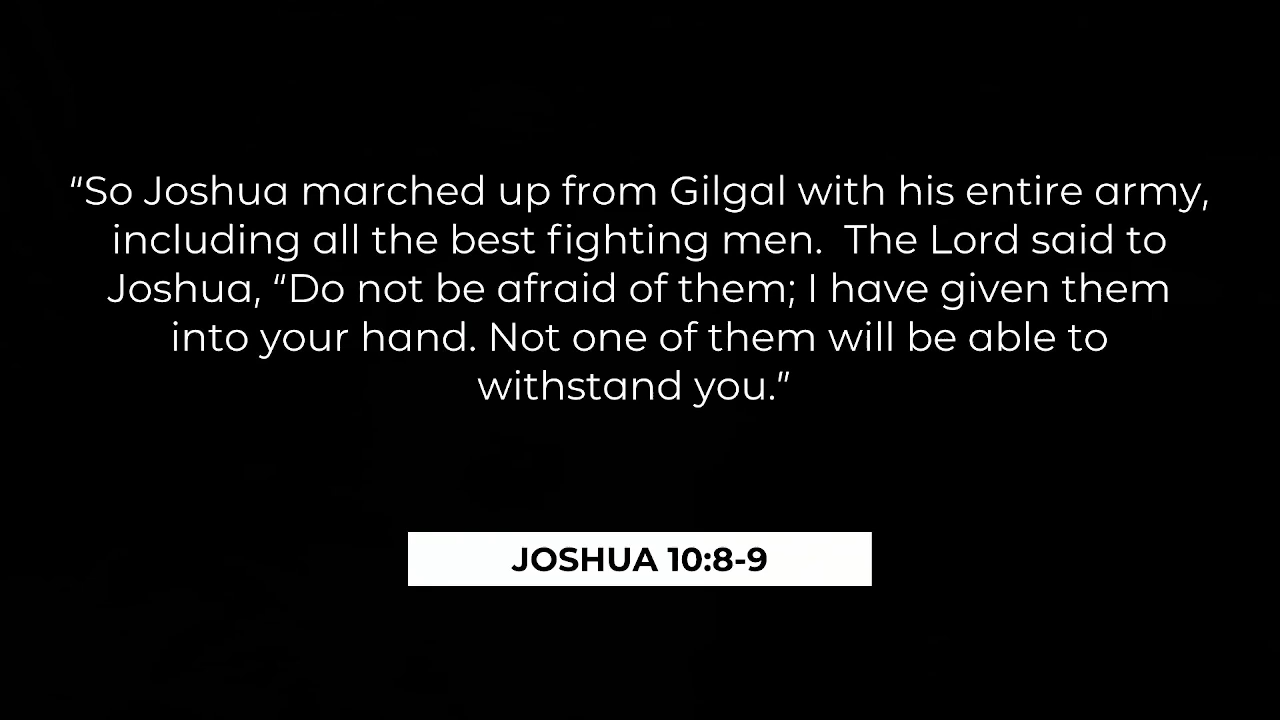 “So Joshua marched up from Gilgal with his entire army,
including all the best fighting men.  The Lord said to
Joshua, “Do not be afraid of them; I have given them
into your hand. Not one of them will be able to
withstand you.”
JOSHUA 10:8-9